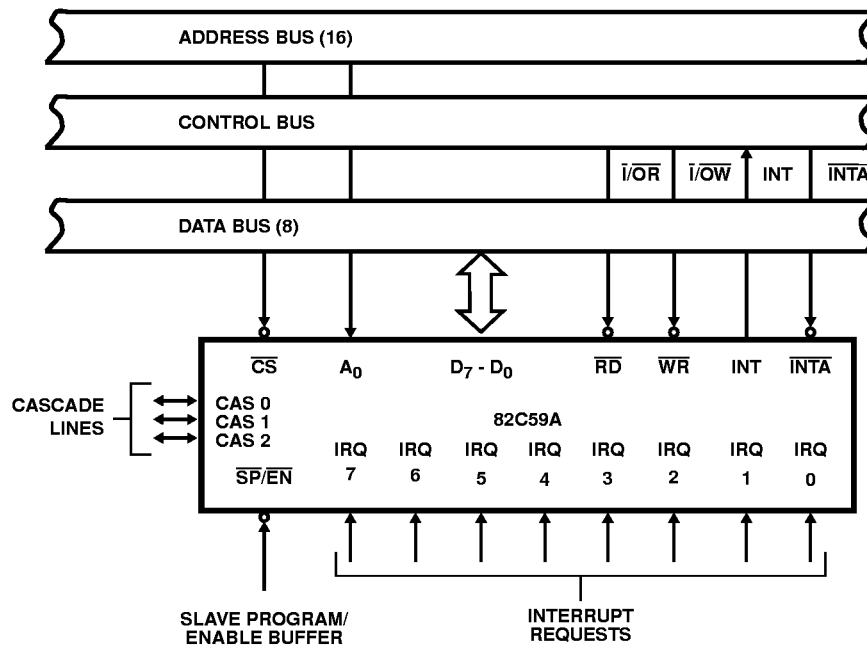 ADDRESS BUS (16)
CONTROL BUS
I/OR I/OW INT INTA
DATA BUS (8)
CS A0 D7 - D0 RD WR INT INTA
CASCADE
LINES
CAS 0
CAS 1
CAS 2
82C59A
IRQ IRQ IRQ IRQ IRQ IRQ IRQ IRQ
SP/EN 7 6 5 4 3 2 1 0
SLAVE PROGRAM/
ENABLE BUFFER
INTERRUPT
REQUESTS